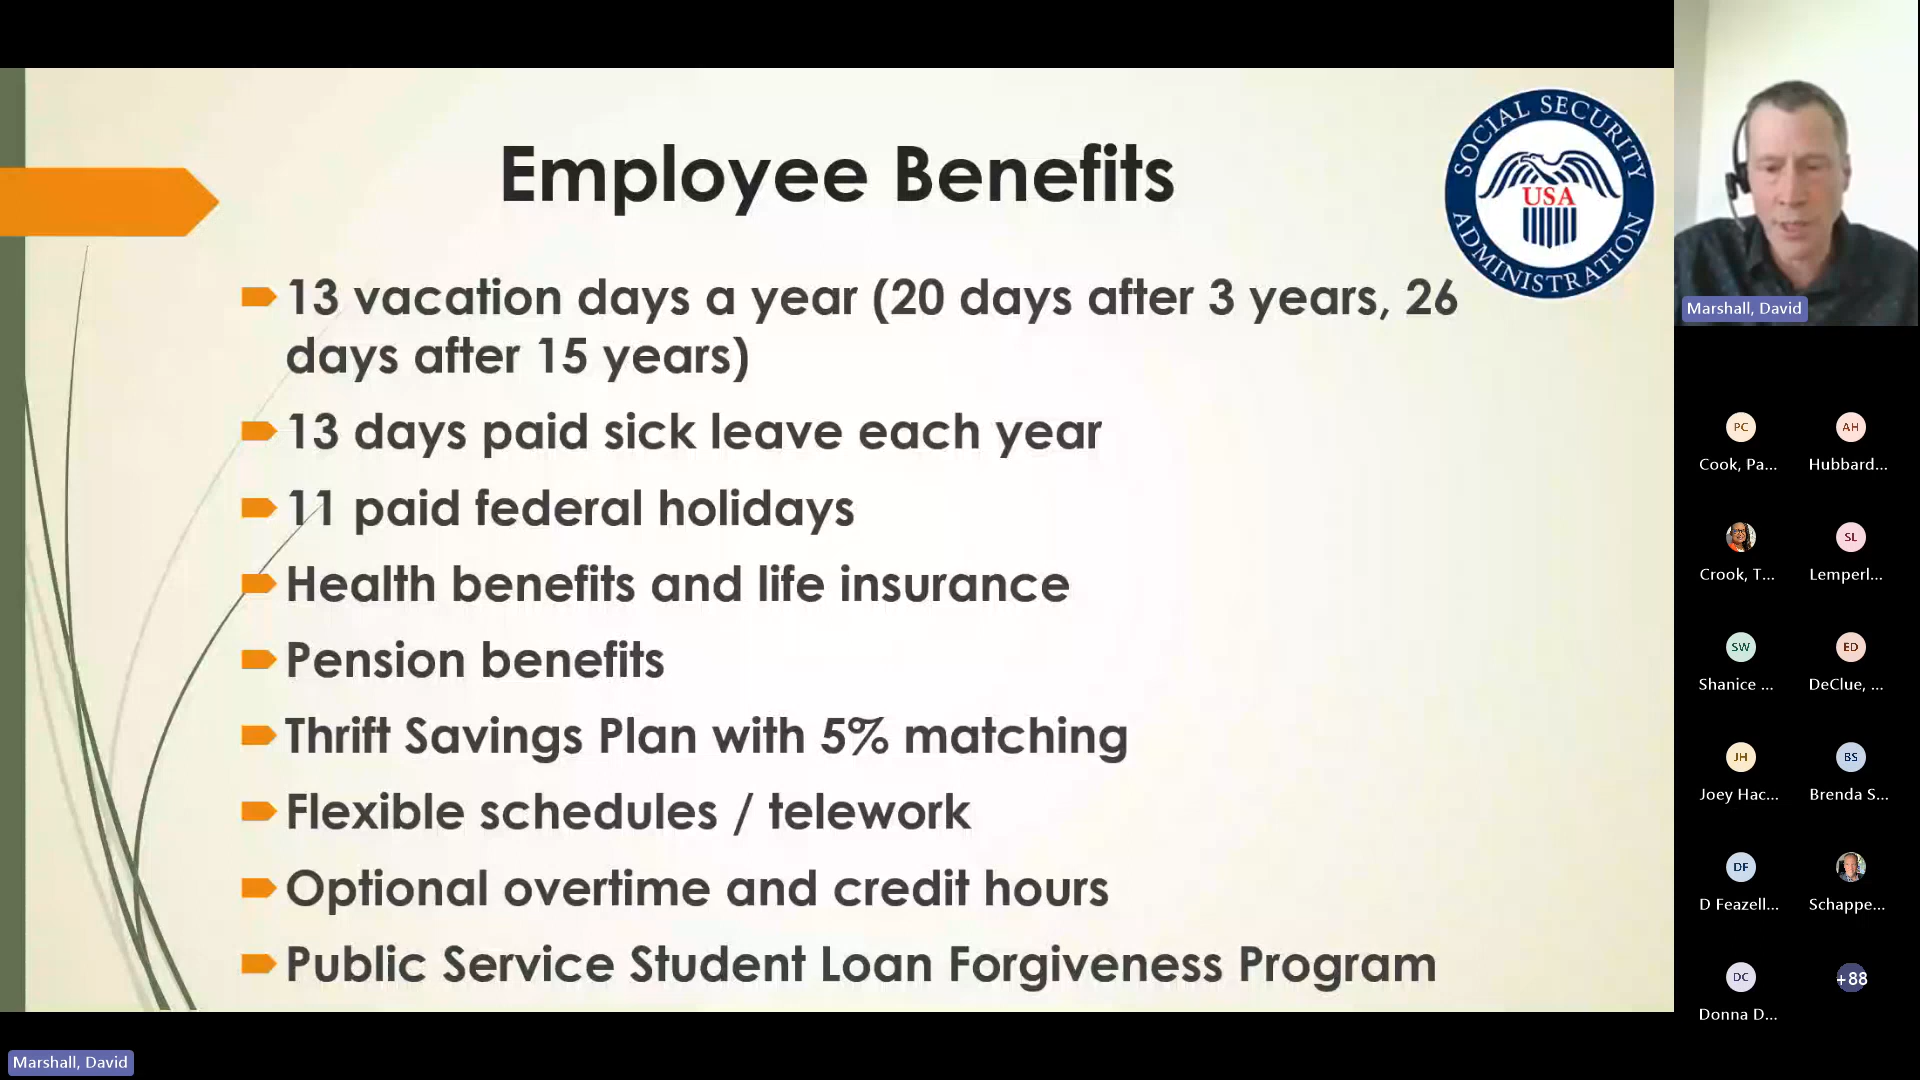 Employee Benefits
SOCIAL SECURITY
USA
ADMINISTRATION
13 vacation days a year (20 days after 3 years, 26
days after 15 years)
13 days paid sick leave each year
11 paid federal holidays
Health benefits and life insurance
Pension benefits
Thrift Savings Plan with 5% matching
Flexible schedules / telework
Optional overtime and credit hours
Public Service Student Loan Forgiveness Program
Marshall, David
PC
Cook, Pa...
AH
Hubbard...
Crook, T...
SL
Lemperl...
SW
Shanice ...
ED
DeClue, ...
JH
Joey Hac...
BS
Brenda S...
DF
D Feazell...
Schappe...
DC
Donna D...
+88
Marshall, David